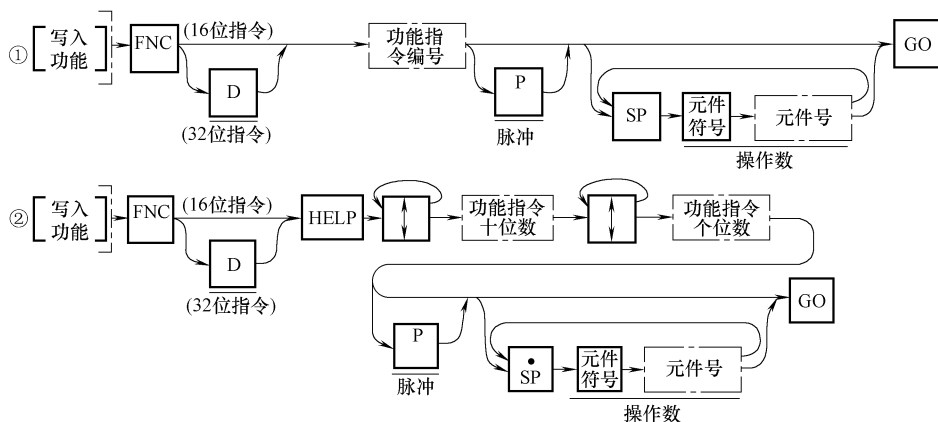 ①
写入
功能
FNC
(16位指令)
D
(32位指令)
功能指
令编号
P
脉冲
SP
元件
符号
元件号
操作数
GO
②
写入
功能
FNC
(16位指令)
D
(32位指令)
HELP
功能指令
十位数
功能指令
个位数
P
脉冲
SP
元件
符号
元件号
操作数
GO